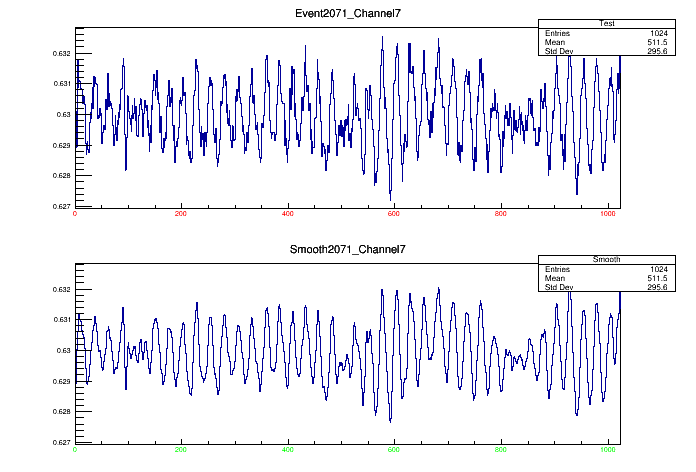 Event2071_Channel7
Test
Entries 1024
Mean 511.5
Std Dev 295.6
0.632
0.631
0.63
0.629
0.628
0.627
0 200 400 600 800 1000
Smooth2071_Channel7
Smooth
Entries 1024
Mean 511.5
Std Dev 295.6
0.632
0.631
0.63
0.629
0.628
0.627
0 200 400 600 800 1000